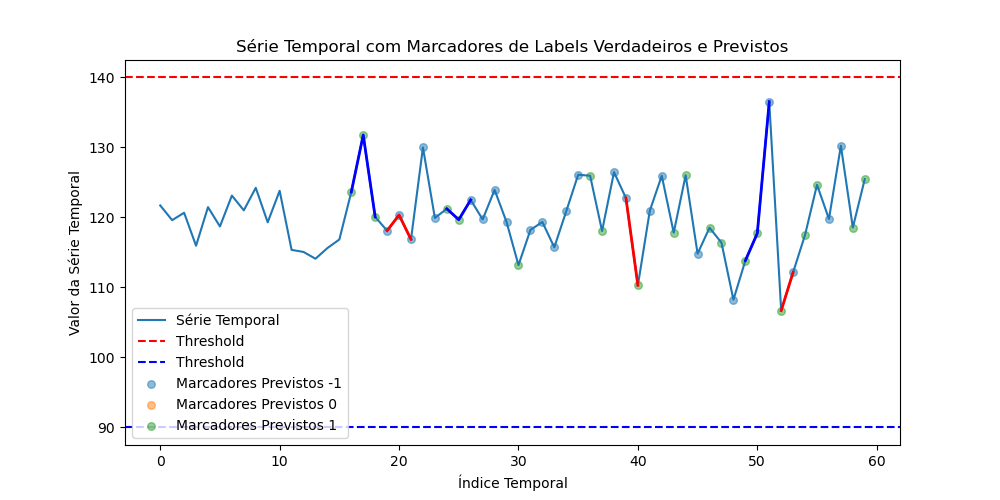 Série Temporal com Marcadores de Labels Verdadeiros e Previstos
140
130
120
110
100
90
Valor da Série Temporal
Série Temporal
Threshold
Threshold
Marcadores Previstos -1
Marcadores Previstos 0
Marcadores Previstos 1
0 10 20 30 40 50 60
Índice Temporal